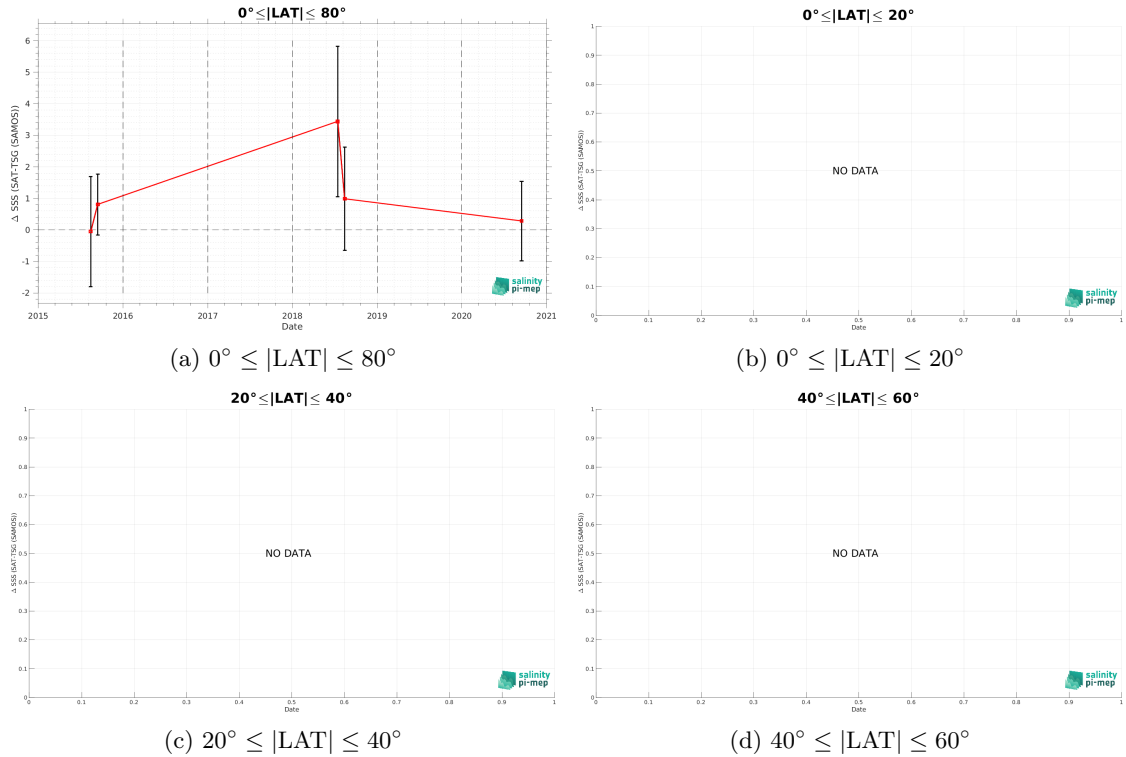 0°≤|LAT|≤ 80°
Δ SSS (SAT-TSG (SAMOS))
6
5
4
3
2
1
0
-1
-2
2015 2016 2017 2018 2019 2020 2021
Date
salinity
pi-mep
(a) 0° ≤ |LAT| ≤ 80°
0°≤|LAT|≤ 20°
Δ SSS (SAT-TSG (SAMOS))
1
0.9
0.8
0.7
0.6
0.5
0.4
0.3
0.2
0.1
0
NO DATA
0 0.1 0.2 0.3 0.4 0.5 0.6 0.7 0.8 0.9 1
Date
salinity
pi-mep
(b) 0° ≤ |LAT| ≤ 20°
20°≤|LAT|≤ 40°
Δ SSS (SAT-TSG (SAMOS))
1
0.9
0.8
0.7
0.6
0.5
0.4
0.3
0.2
0.1
0
NO DATA
0 0.1 0.2 0.3 0.4 0.5 0.6 0.7 0.8 0.9 1
Date
salinity
pi-mep
(c) 20° ≤ |LAT| ≤ 40°
40°≤|LAT|≤ 60°
Δ SSS (SAT-TSG (SAMOS))
1
0.9
0.8
0.7
0.6
0.5
0.4
0.3
0.2
0.1
0
NO DATA
0 0.1 0.2 0.3 0.4 0.5 0.6 0.7 0.8 0.9 1
Date
salinity
pi-mep
(d) 40° ≤ |LAT| ≤ 60°